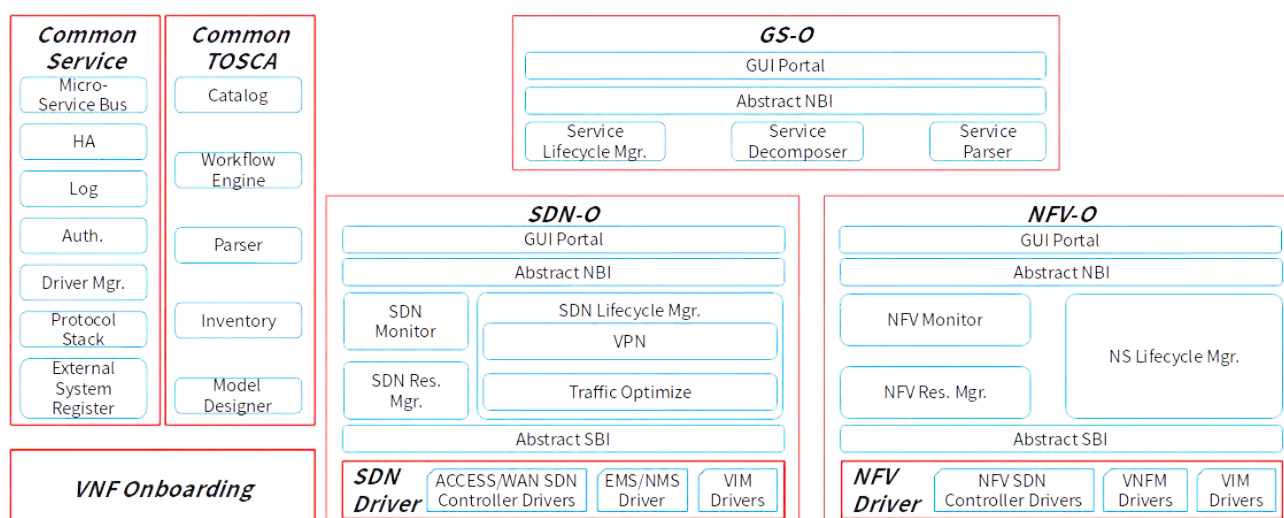 Common
Service
Micro-
Service Bus
HA
Log
Auth.
Driver Mgr.
Protocol
Stack
External
System
Register
Common
TOSCA
Catalog
Workflow
Engine
Parser
Inventory
Model
Designer
VNF Onboarding
GS-O
GUI Portal
Abstract NBI
Service
Lifecycle Mgr.
Service
Decomposer
Service
Parser
SDN-O
GUI Portal
Abstract NBI
SDN
Monitor
SDN Res.
Mgr.
SDN Lifecycle Mgr.
VPN
Traffic Optimize
Abstract SBI
SDN
Driver
ACCESS/WAN SDN
Controller Drivers
EMS/NMS
Driver
VIM
Drivers
NFV-O
GUI Portal
Abstract NBI
NFV Monitor
NFV Res. Mgr.
NS Lifecycle Mgr.
Abstract SBI
NFV
Driver
NFV SDN
Controller Drivers
VNFM
Drivers
VIM
Drivers